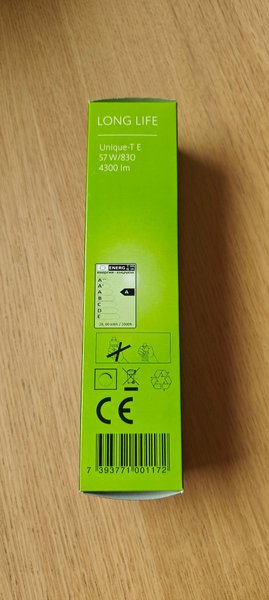 LONG LIFE
Unique-T E
57 W/830
4300 lm
ENERG
A
A
B
C
D
E
A
CE
7 393771 001172